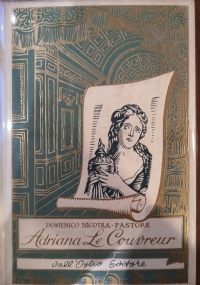 DOMENICO NICOTRA-PASTORE
Adriana Le Couvreur
dall'Oglio Editore